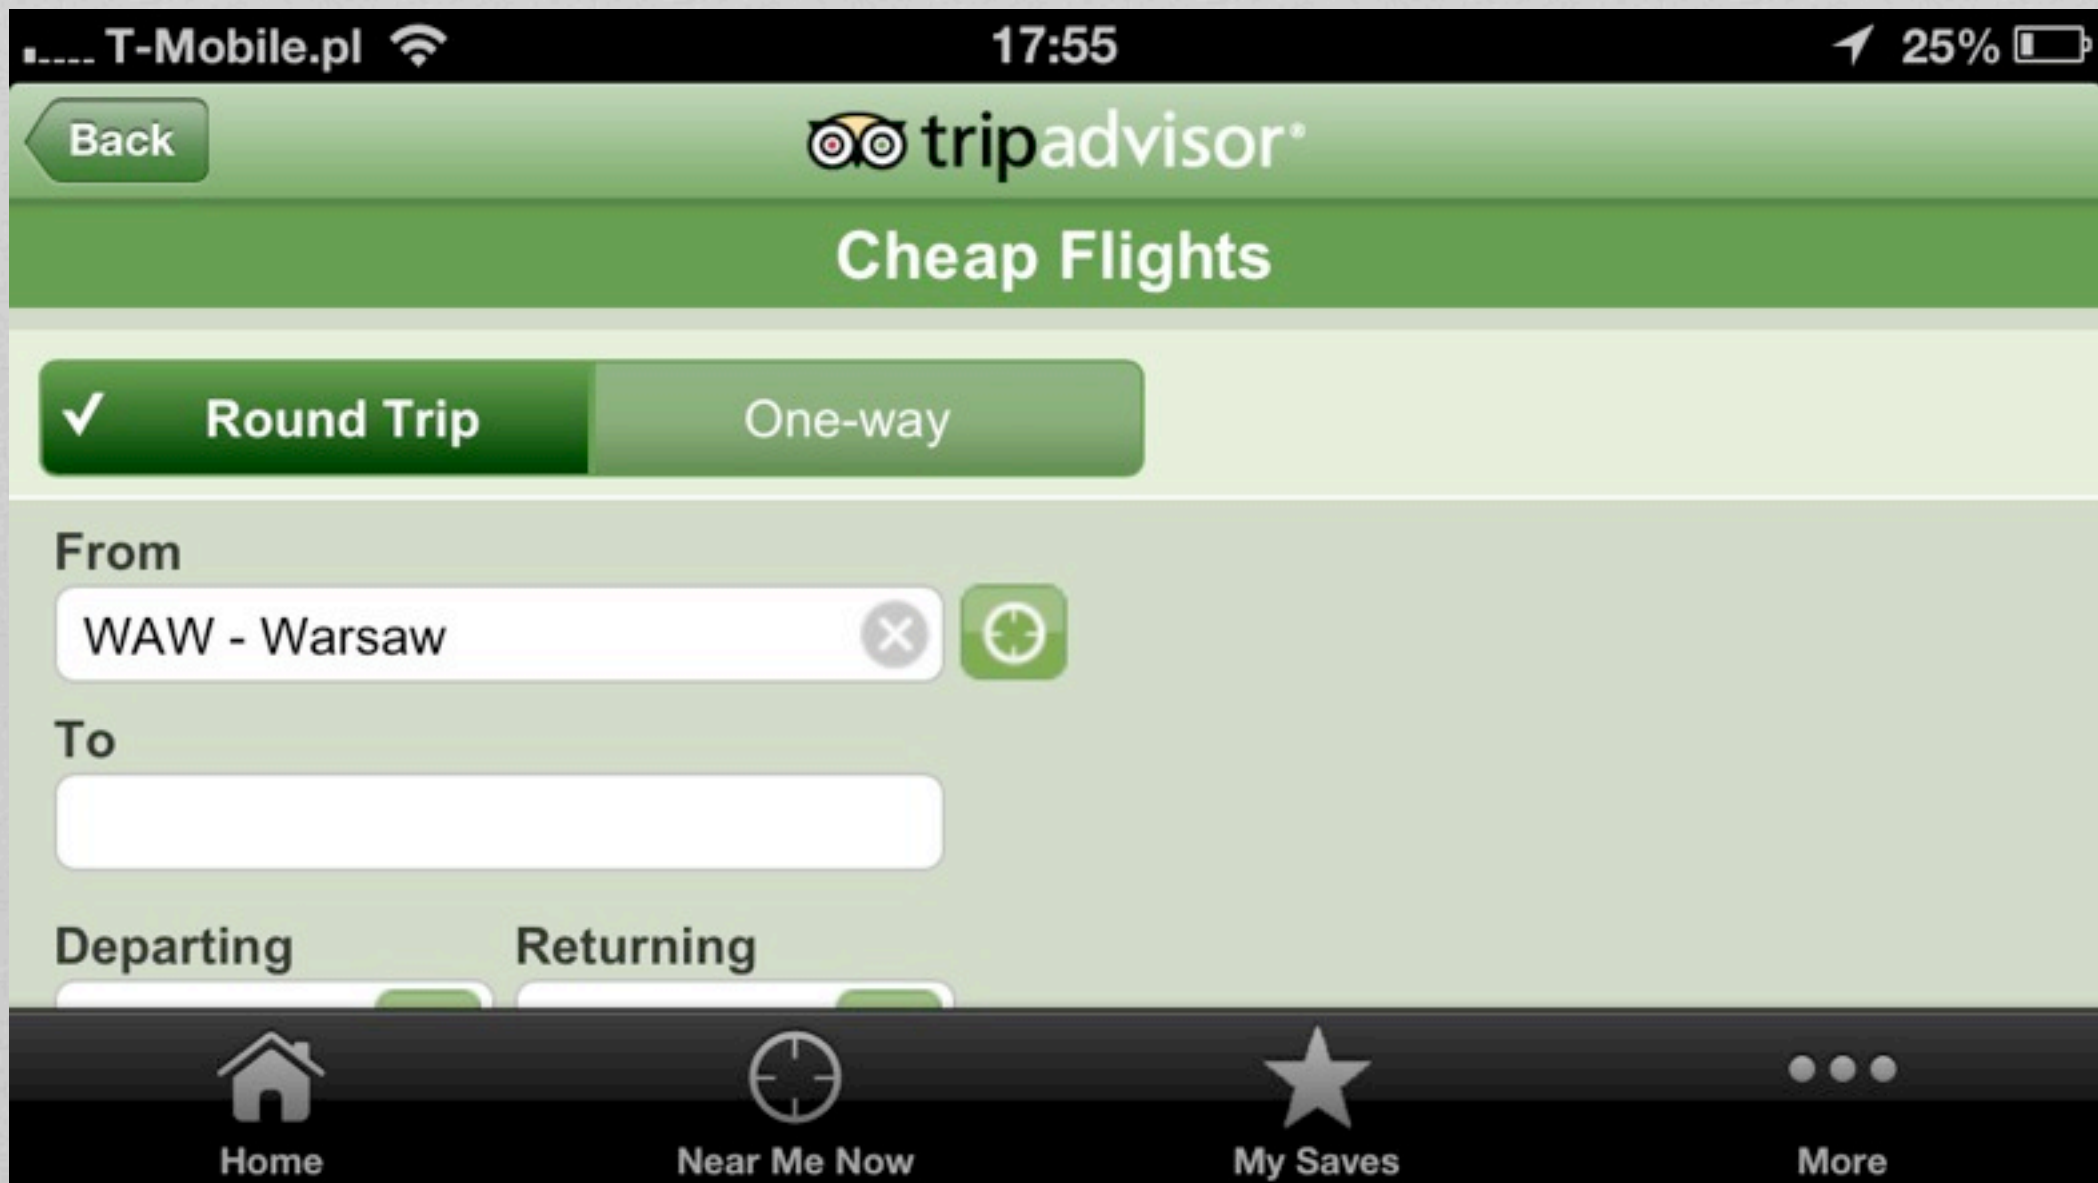 T-Mobile.pl 17:55 25%
Back tripadvisor®
Cheap Flights
✓ Round Trip One-way
From
WAW - Warsaw
To
Departing Returning
Home Near Me Now My Saves More